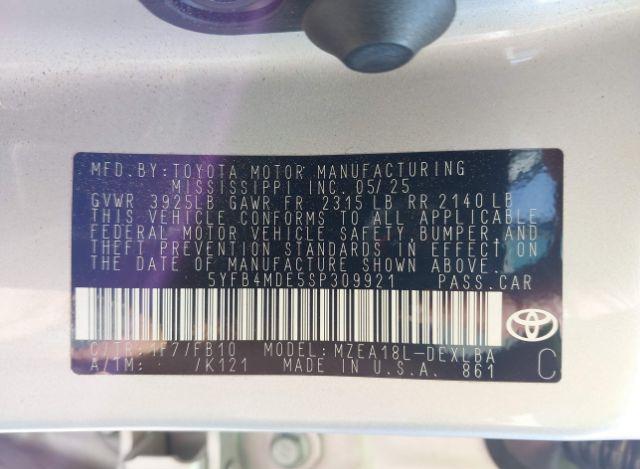 MFD.BY:TOYOTA MOTOR MANUFACTURING
MISSISSIPPI INC. 05/25
GVWR 3925LB GAWR FR 2315 LB RR 2140 LB
THIS VEHICLE CONFORMS TO ALL APPLICABLE
FEDERAL MOTOR VEHICLE SAFETY, BUMPER, AND
THEFT PREVENTION STANDARDS IN EFFECT ON
THE DATE OF MANUFACTURE SHOWN ABOVE.
5YFB4MDE5SP309921 PASS.CAR
C/TR: 1F7/FB10 MODEL: MZEA18L-DEXLBA
A/TM: /K121 MADE IN U.S.A. 861 C